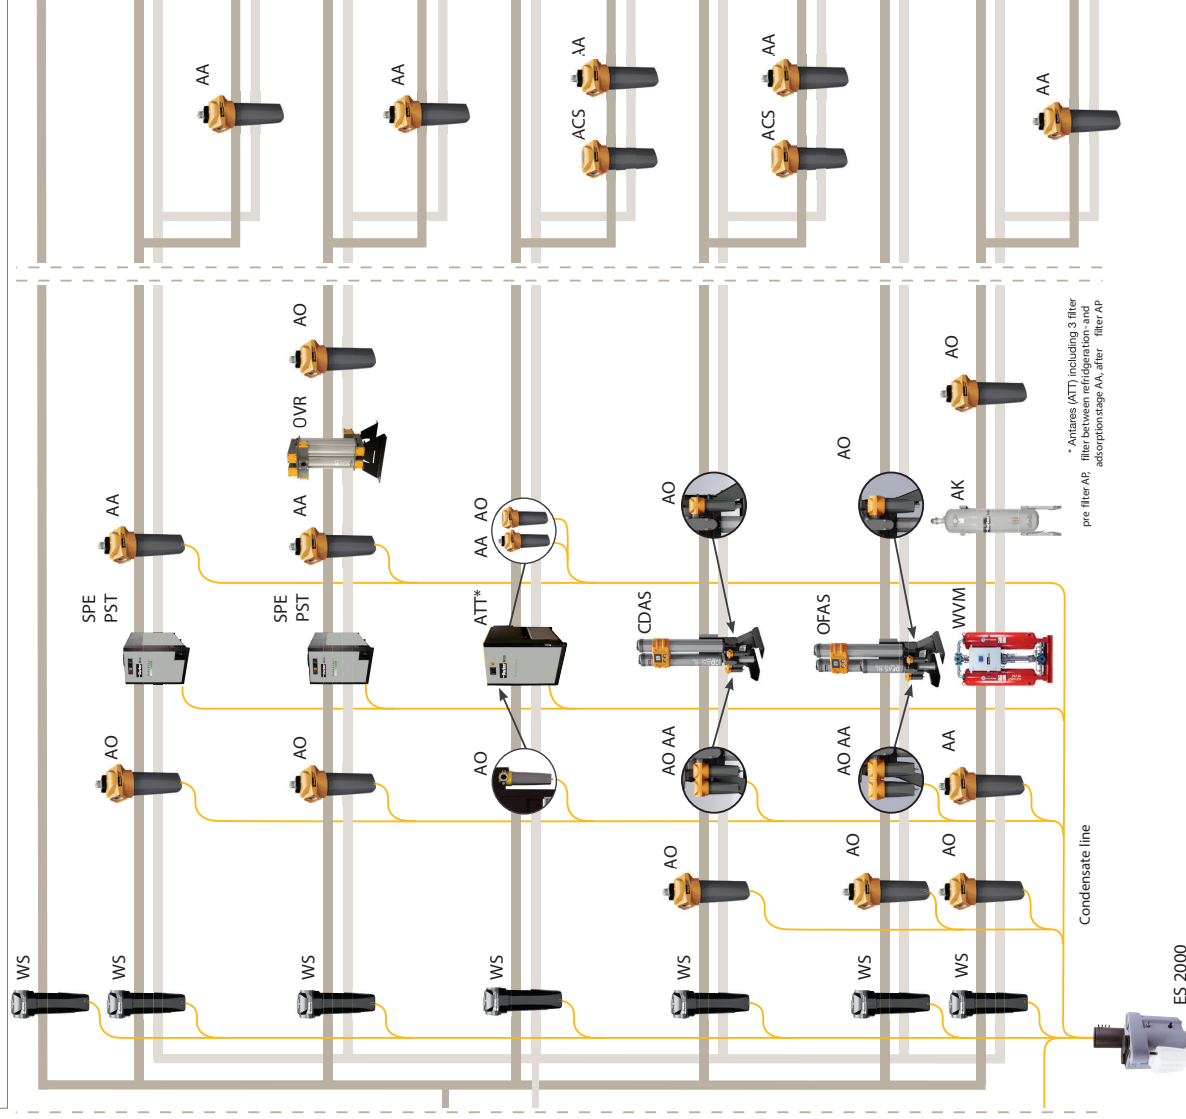 AA
AA
AA
ACS
AA
ACS
AA
AO
OVR
AA
AA
SPE
PST
AO
SPE
PST
AO
AO
AA
ATT*
AO
AO
CDAS
AO AA
AO
AO
OFAS
AO AA
AO
AO
AK
WVM
AA
AO
* Antares (ATT) including 3 filter
pre filter AP, filter between refridgeration- and
adsorption stage AA, after filter AP
Condensate line
WS
WS
WS
WS
WS
WS
WS
ES 2000